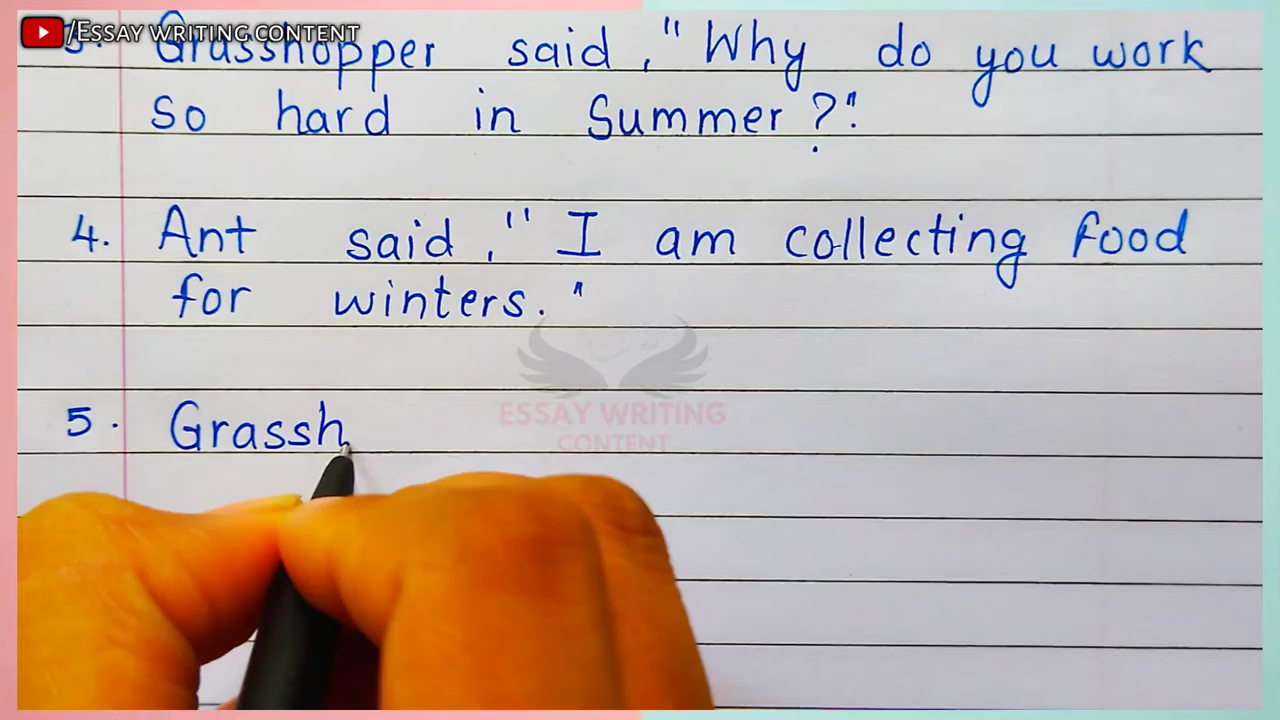 /ESSAY WRITING CONTENT
3. Grasshopper said, "Why do you work
so hard in Summer?"
4. Ant said, "I am collecting food
for winters."
ESSAY WRITING
CONTENT
5. Grassh